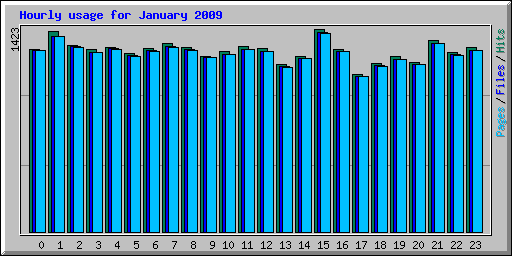 Hourly usage for January 2009
1423
Pages/Files/Hits
0 1 2 3 4 5 6 7 8 9 10 11 12 13 14 15 16 17 18 19 20 21 22 23